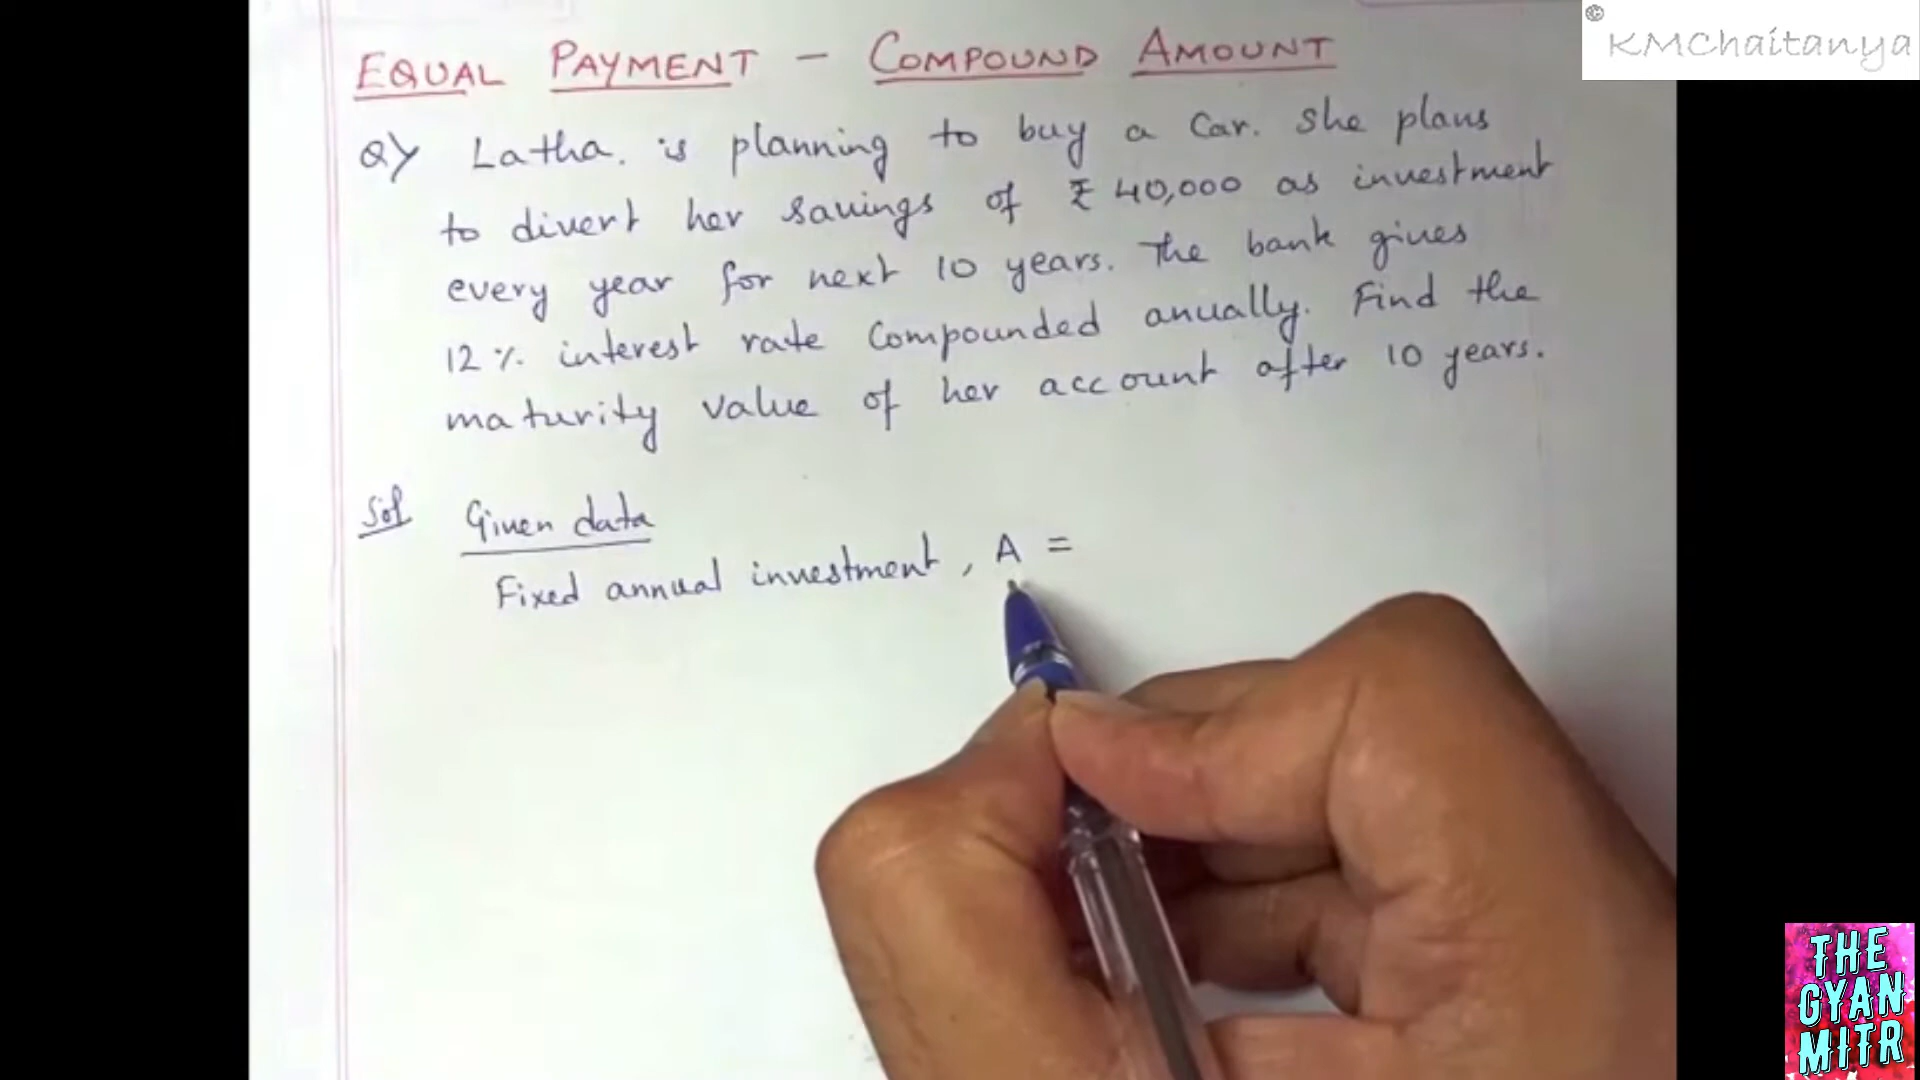 EQUAL PAYMENT - COMPOUND AMOUNT
Q) Latha. is planning to buy a Car. She plans
to divert her savings of ₹ 40,000 as investment
every year for next 10 years. The bank gives
12 %. interest rate compounded anually. Find the
maturity value of her account after 10 years.
Sol Given data
Fixed annual investment, A =
© KMChaitanya
THE
GYAN
MITR